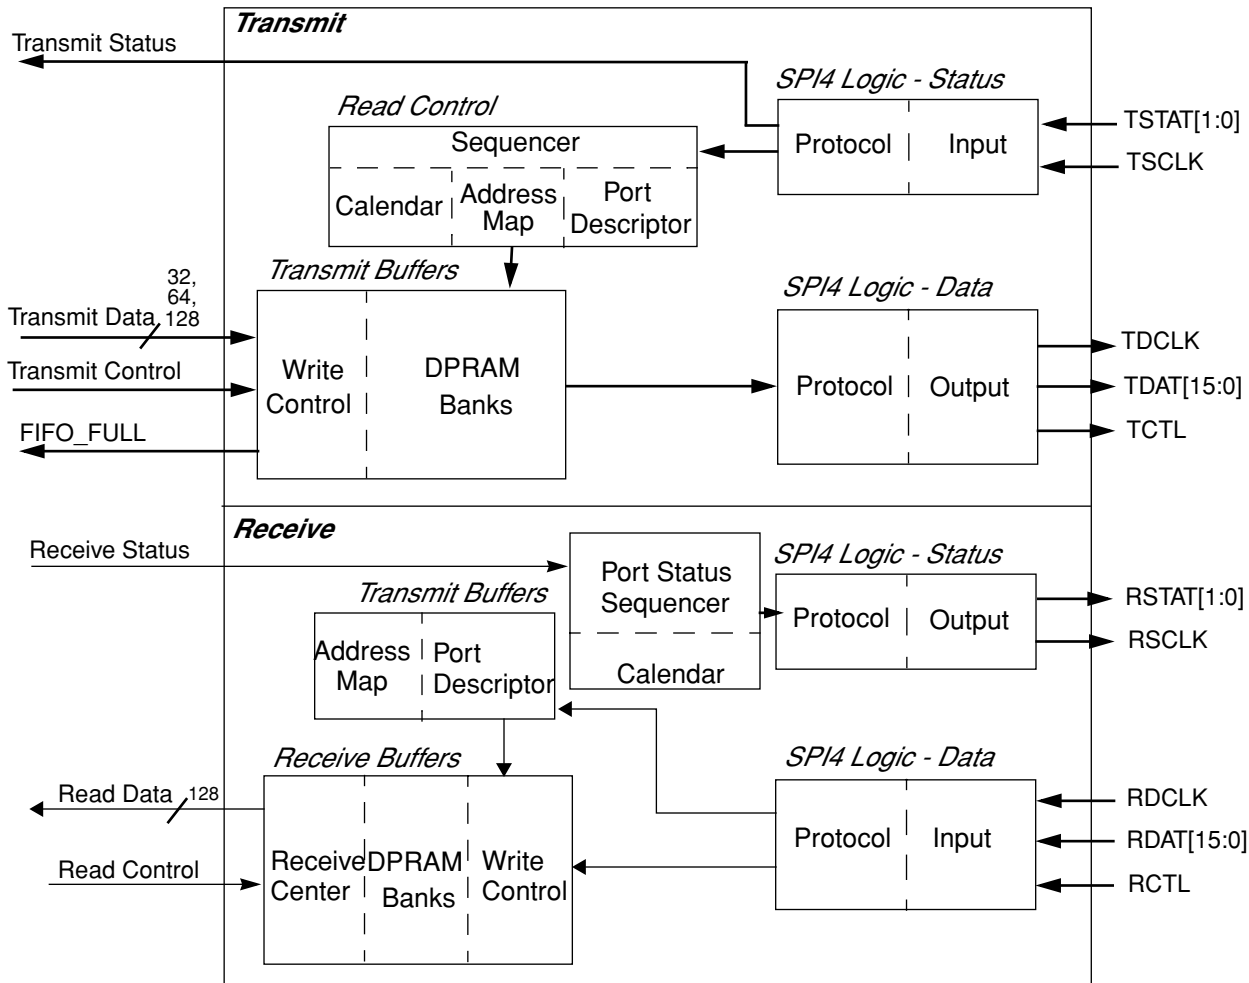 Transmit
Transmit Status
SPI4 Logic - Status
Read Control
Sequencer
Calendar
Address
Map
Port
Descriptor
Protocol
Input
TSTAT[1:0]
TSCLK
Transmit Buffers
32,
64,
128
Transmit Data
Transmit Control
FIFO_FULL
Write
Control
DPRAM
Banks
SPI4 Logic - Data
Protocol
Output
TDCLK
TDAT[15:0]
TCTL
Receive
Receive Status
Port Status
Sequencer
Calendar
SPI4 Logic - Status
Protocol
Output
RSTAT[1:0]
RSCLK
Transmit Buffers
Address
Map
Port
Descriptor
Receive Buffers
Read Data
128
Read Control
Receive
Center
DPRAM
Banks
Write
Control
SPI4 Logic - Data
Protocol
Input
RDCLK
RDAT[15:0]
RCTL